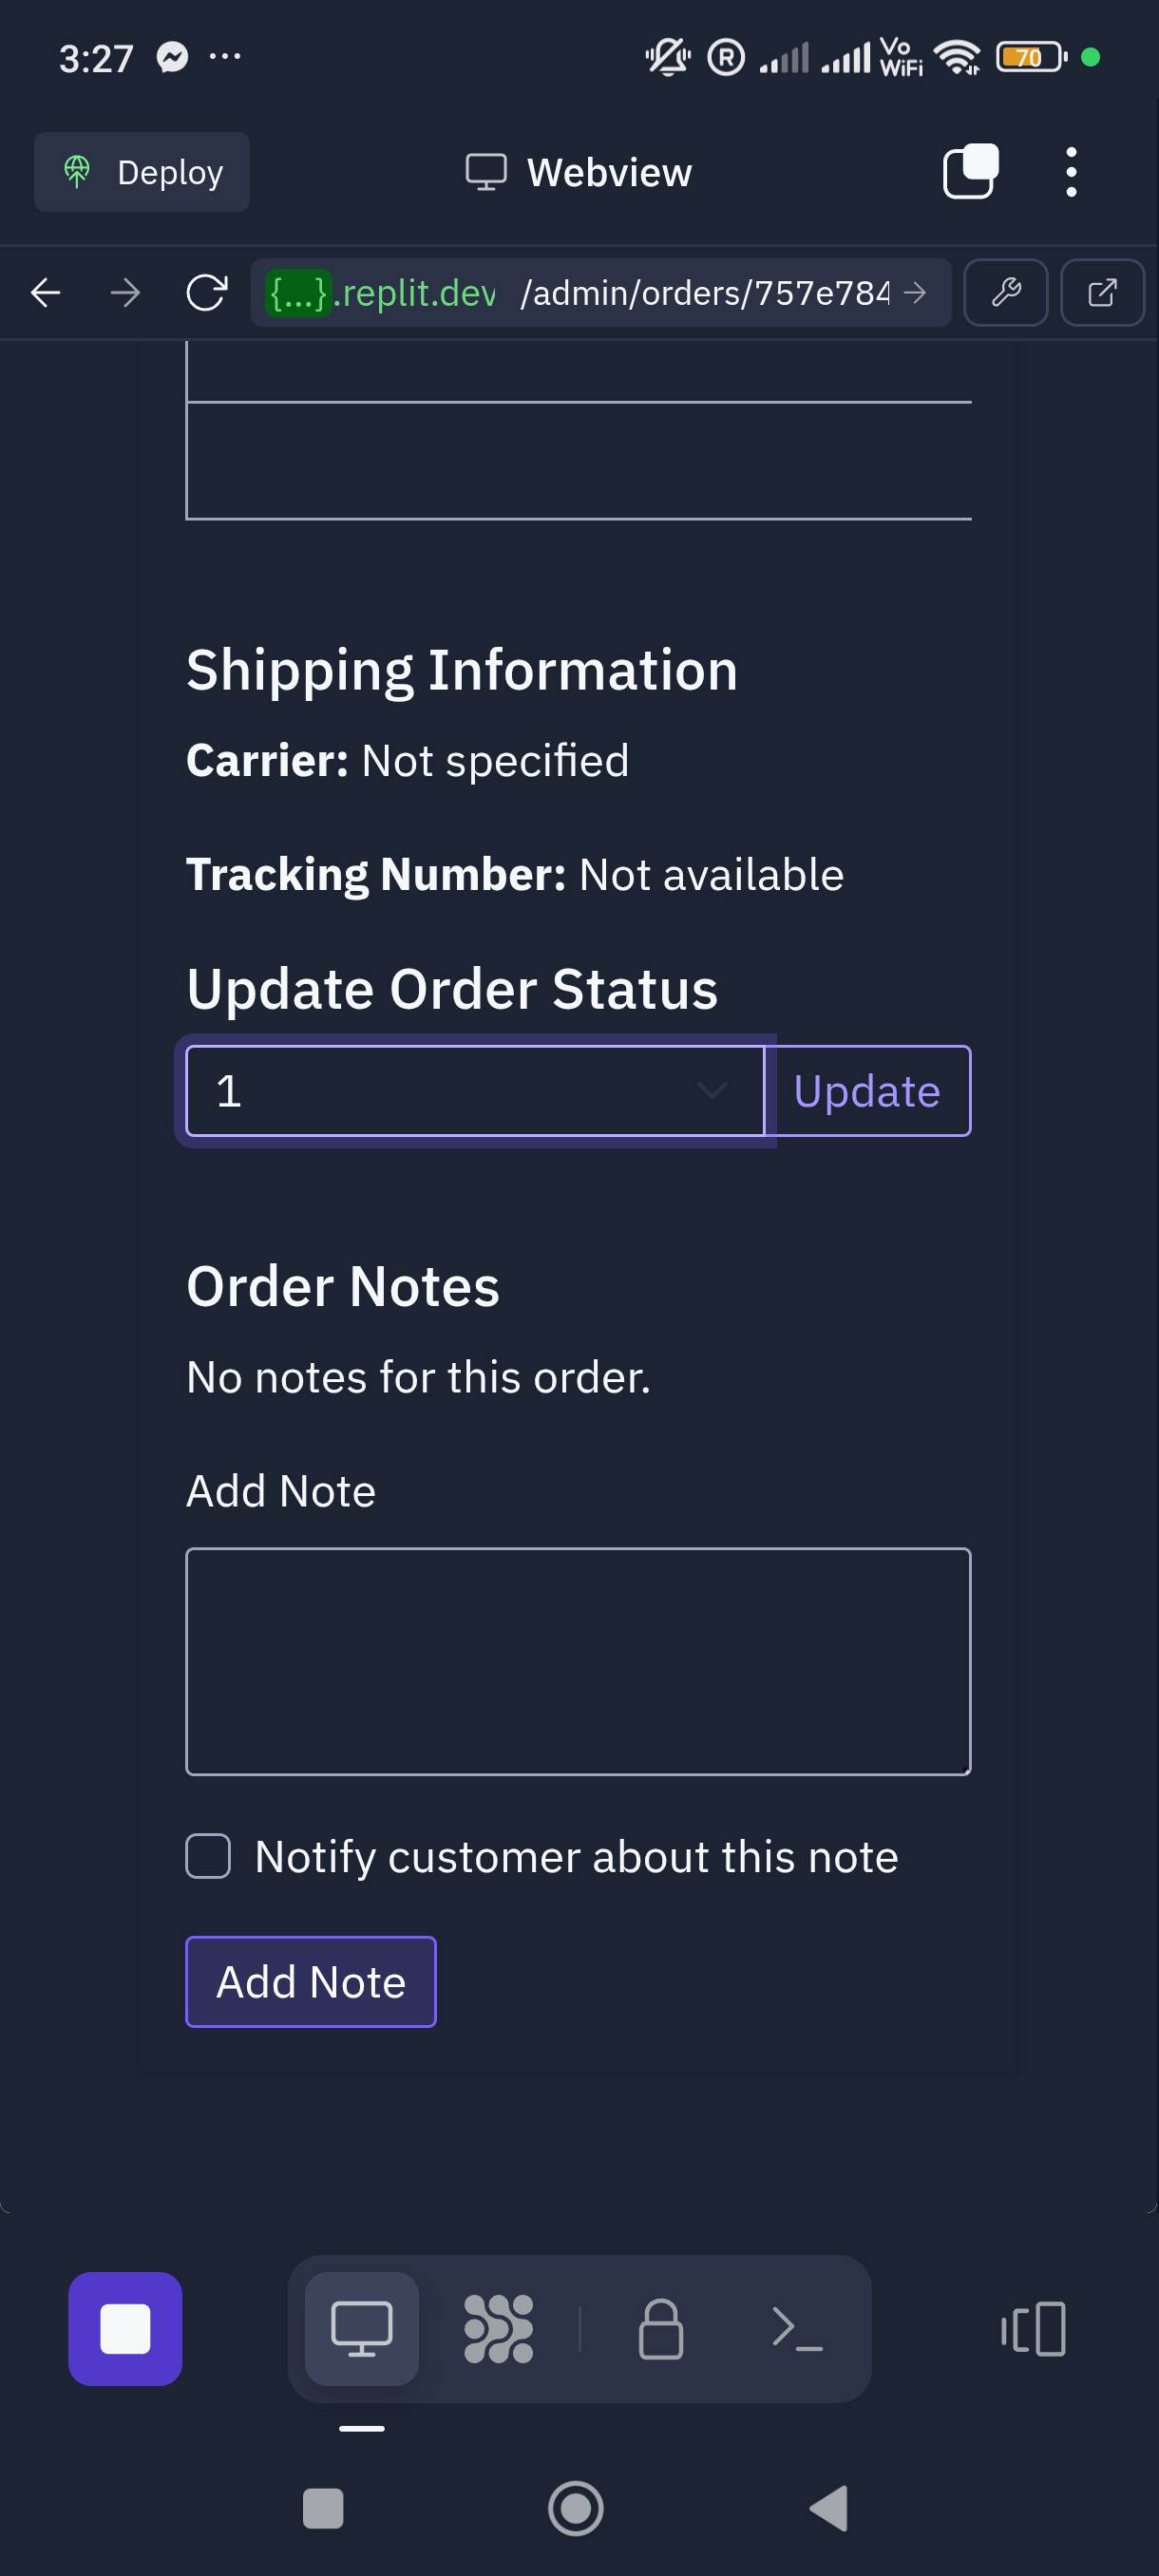 3:27 ... R Vo WiFi 70
Deploy Webview
{...}.replit.dev /admin/orders/757e784
Shipping Information
Carrier: Not specified
Tracking Number: Not available
Update Order Status
1 Update
Order Notes
No notes for this order.
Add Note
Notify customer about this note
Add Note